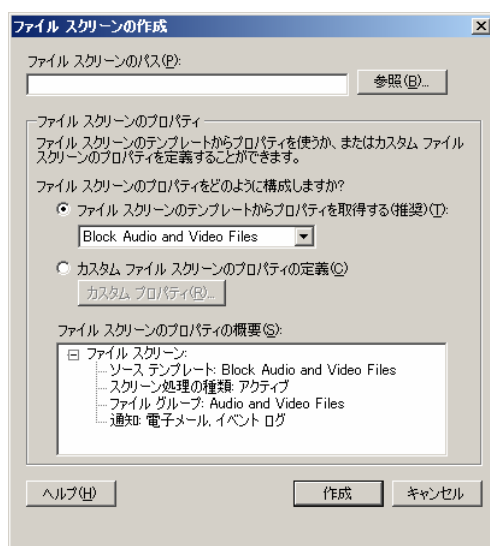 ファイル スクリーンの作成
ファイル スクリーンのパス(P):
参照(B)...
ファイル スクリーンのプロパティ
ファイル スクリーンのテンプレートからプロパティを使うか、またはカスタム ファイル
スクリーンのプロパティを定義することができます。
ファイル スクリーンのプロパティをどのように構成しますか?
ファイル スクリーンのテンプレートからプロパティを取得する(推奨)(T):
Block Audio and Video Files
カスタム ファイル スクリーンのプロパティの定義(C)
カスタム プロパティ(R)...
ファイル スクリーンのプロパティの概要(S):
ファイル スクリーン:
ソース テンプレート: Block Audio and Video Files
スクリーン処理の種類: アクティブ
ファイル グループ: Audio and Video Files
通知: 電子メール, イベント ログ
ヘルプ(H)
作成
キャンセル